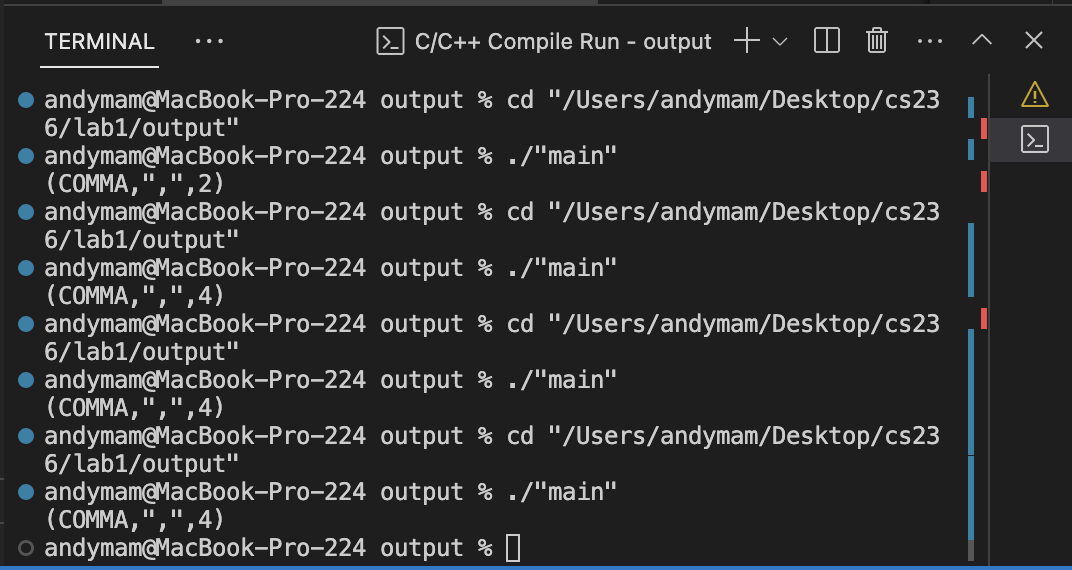 TERMINAL ··· C/C++ Compile Run - output
andymam@MacBook-Pro-224 output % cd "/Users/andymam/Desktop/cs23
6/lab1/output"
andymam@MacBook-Pro-224 output % ./"main"
(COMMA,",",2)
andymam@MacBook-Pro-224 output % cd "/Users/andymam/Desktop/cs23
6/lab1/output"
andymam@MacBook-Pro-224 output % ./"main"
(COMMA,",",4)
andymam@MacBook-Pro-224 output % cd "/Users/andymam/Desktop/cs23
6/lab1/output"
andymam@MacBook-Pro-224 output % ./"main"
(COMMA,",",4)
andymam@MacBook-Pro-224 output % cd "/Users/andymam/Desktop/cs23
6/lab1/output"
andymam@MacBook-Pro-224 output % ./"main"
(COMMA,",",4)
andymam@MacBook-Pro-224 output %